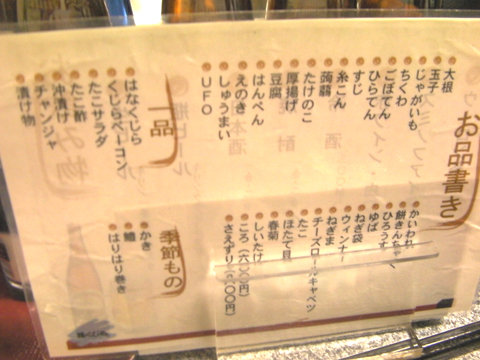 お品書き
大根
玉子
じゃがいも
ちくわ
ごぼてん
ひらてん
すじ
糸こん
蒟蒻
たけのこ
厚揚げ
豆腐
はんぺん
えのき
しゅうまい
UFO
かいわれ
餅きんちゃく
ひろうす
ゆば
ねぎ袋
ウィンナー
ねぎま
チーズロールキャベツ
たこ
ほたて貝
春菊
しいたけ
ころ(六〇〇円)
さえずり
一品
はなくじら
くじらベーコン
たこサラダ
たこ酢
沖漬け
チャンジャ
漬け物
季節もの
かき
鱧
はりはり巻き